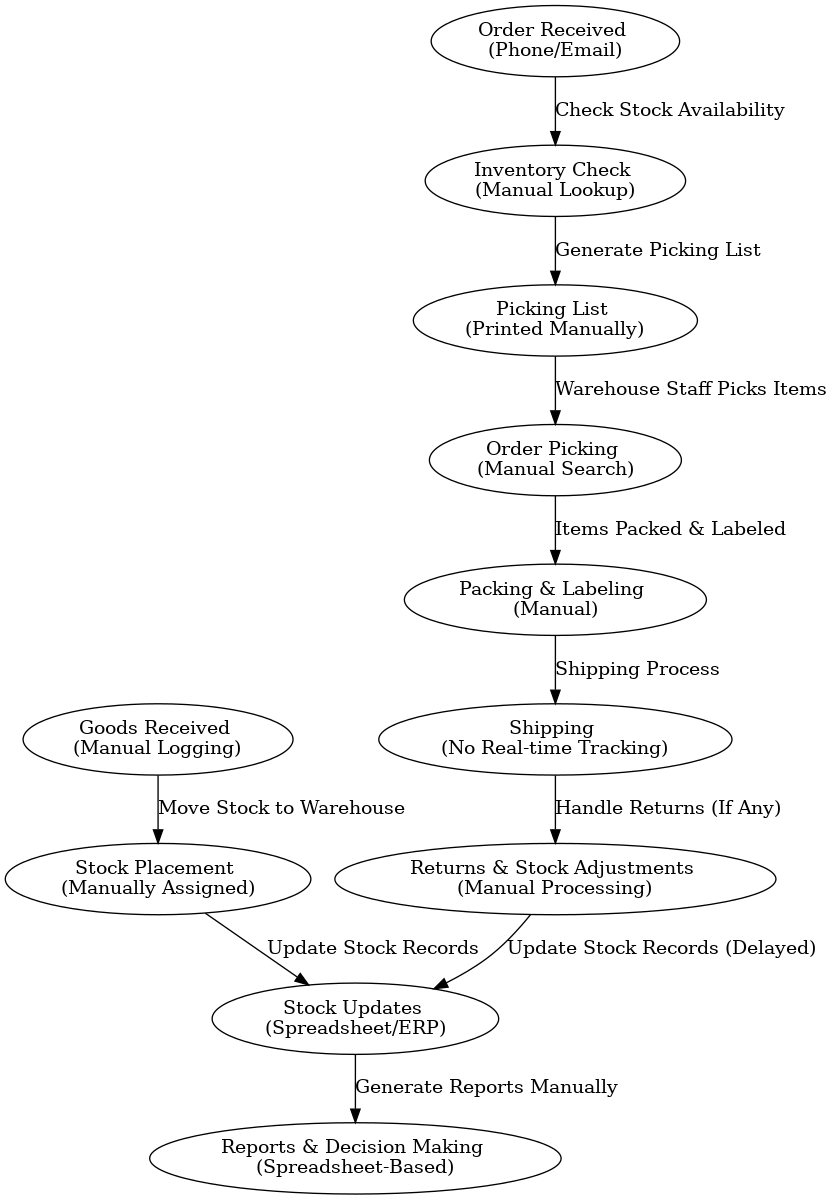 Order Received
(Phone/Email)
Check Stock Availability
Inventory Check
(Manual Lookup)
Generate Picking List
Picking List
(Printed Manually)
Warehouse Staff Picks Items
Order Picking
(Manual Search)
Items Packed & Labeled
Packing & Labeling
(Manual)
Shipping Process
Goods Received
(Manual Logging)
Shipping
(No Real-time Tracking)
Move Stock to Warehouse
Handle Returns (If Any)
Stock Placement
(Manually Assigned)
Returns & Stock Adjustments
(Manual Processing)
Update Stock Records
Update Stock Records (Delayed)
Stock Updates
(Spreadsheet/ERP)
Generate Reports Manually
Reports & Decision Making
(Spreadsheet-Based)